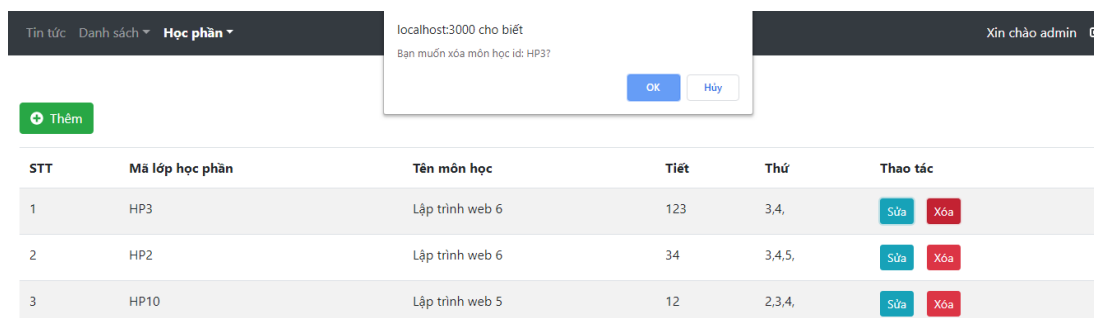 Tin tức Danh sách Học phần Xin chào admin
localhost:3000 cho biết
Bạn muốn xóa môn học id: HP3?
OK Hủy
Thêm
STT Mã lớp học phần Tên môn học Tiết Thứ Thao tác
1 HP3 Lập trình web 6 123 3,4, Sửa Xóa
2 HP2 Lập trình web 6 34 3,4,5, Sửa Xóa
3 HP10 Lập trình web 5 12 2,3,4, Sửa Xóa